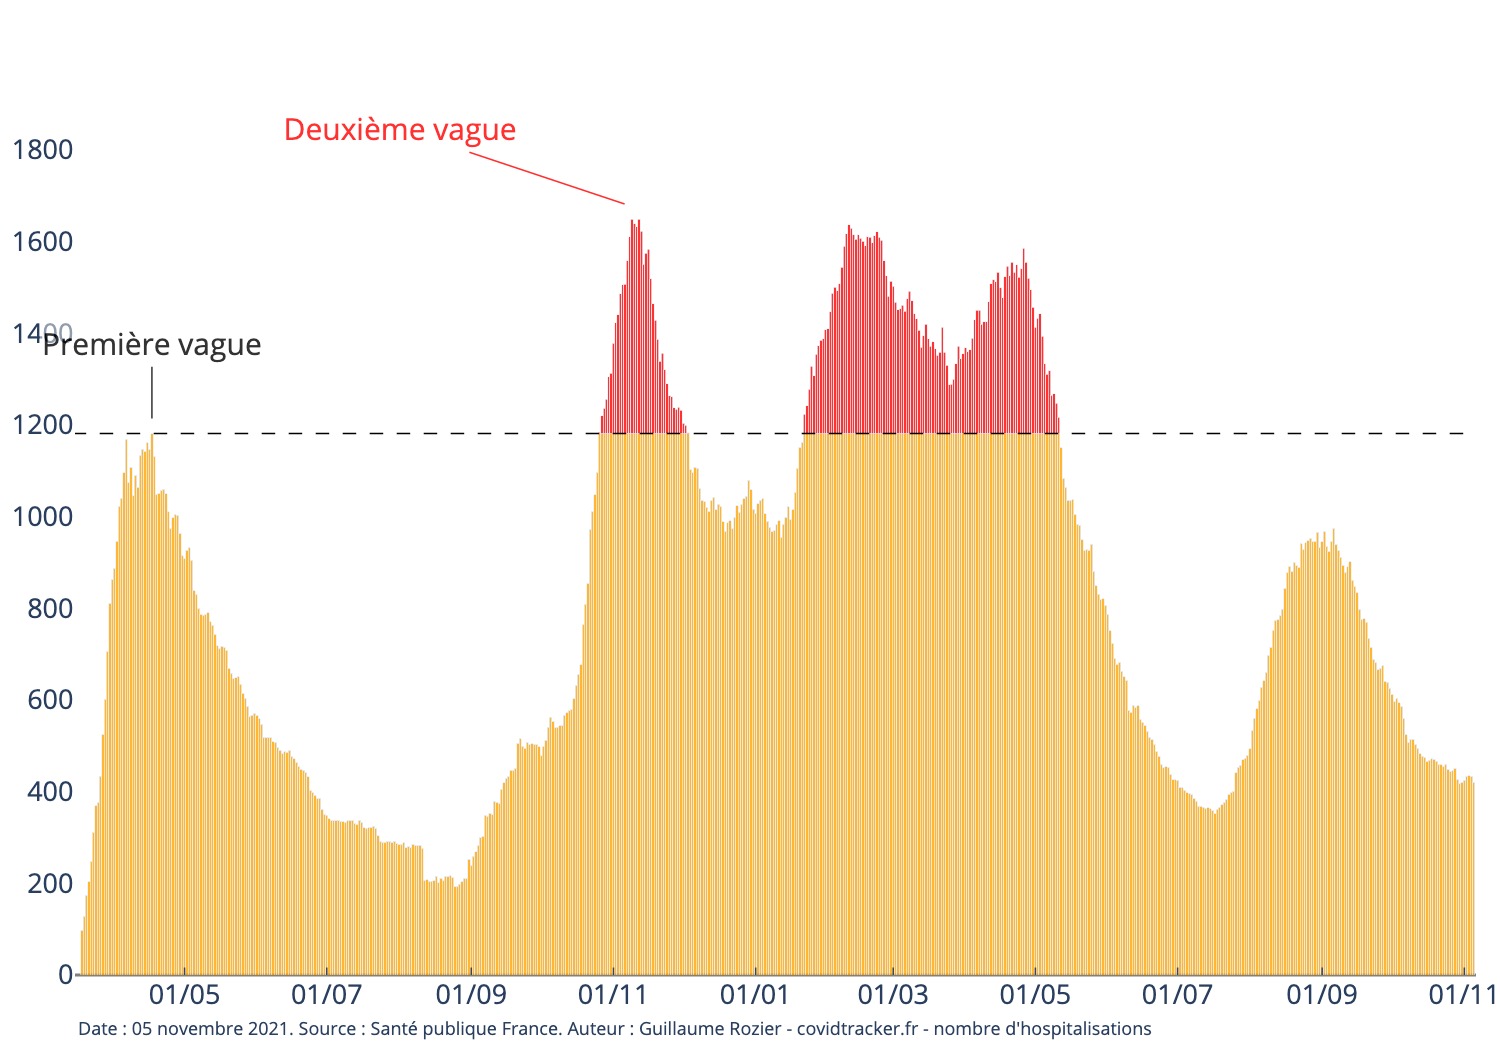 Deuxième vague
1800
1600
1400
Première vague
1200
1000
800
600
400
200
0
01/05 01/07 01/09 01/11 01/01 01/03 01/05 01/07 01/09 01/11
Date : 05 novembre 2021. Source : Santé publique France. Auteur : Guillaume Rozier - covidtracker.fr - nombre d'hospitalisations